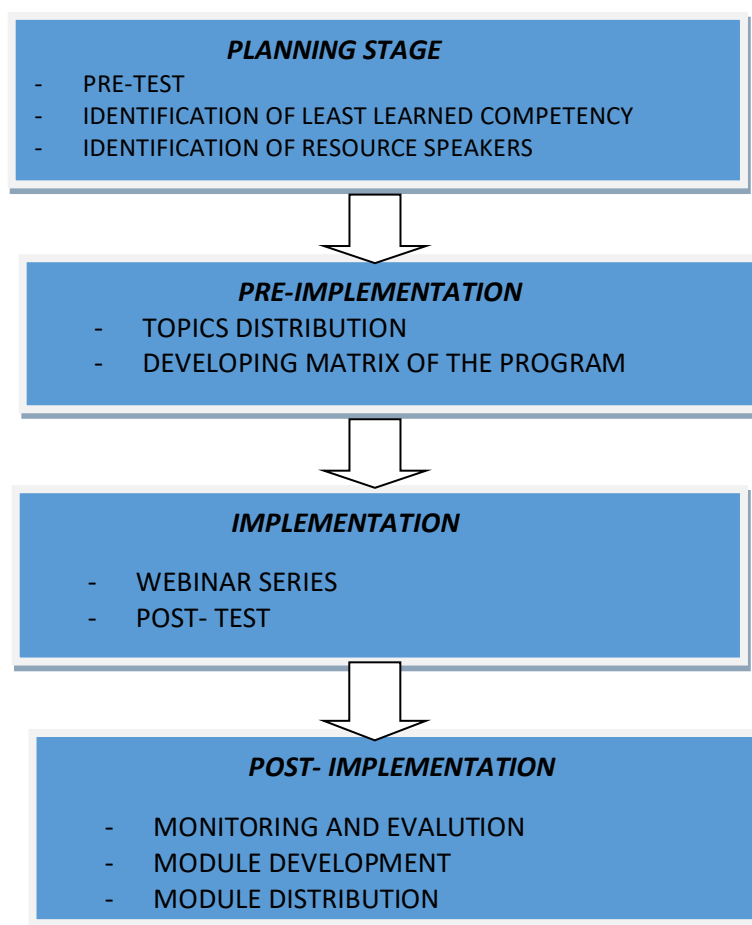 PLANNING STAGE
- PRE-TEST
- IDENTIFICATION OF LEAST LEARNED COMPETENCY
- IDENTIFICATION OF RESOURCE SPEAKERS
PRE-IMPLEMENTATION
- TOPICS DISTRIBUTION
- DEVELOPING MATRIX OF THE PROGRAM
IMPLEMENTATION
- WEBINAR SERIES
- POST- TEST
POST- IMPLEMENTATION
- MONITORING AND EVALUTION
- MODULE DEVELOPMENT
- MODULE DISTRIBUTION